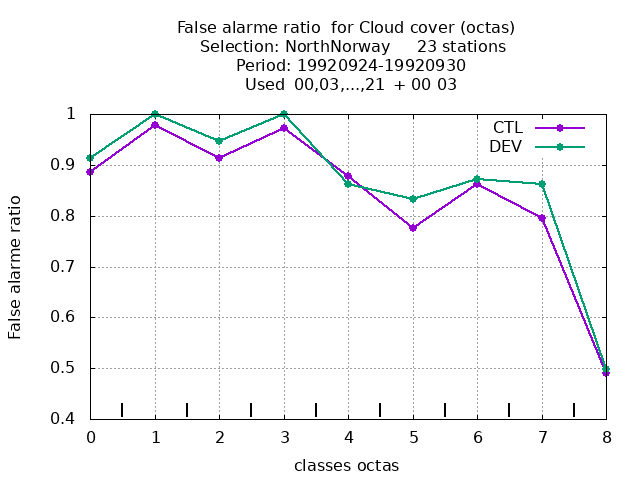 False alarme ratio  for Cloud cover (octas)
Selection: NorthNorway     23 stations
Period: 19920924-19920930
Used  00,03,...,21  + 00 03
CTL
DEV
1
0.9
0.8
0.7
0.6
0.5
0.4
False alarme ratio
0 1 2 3 4 5 6 7 8
classes octas